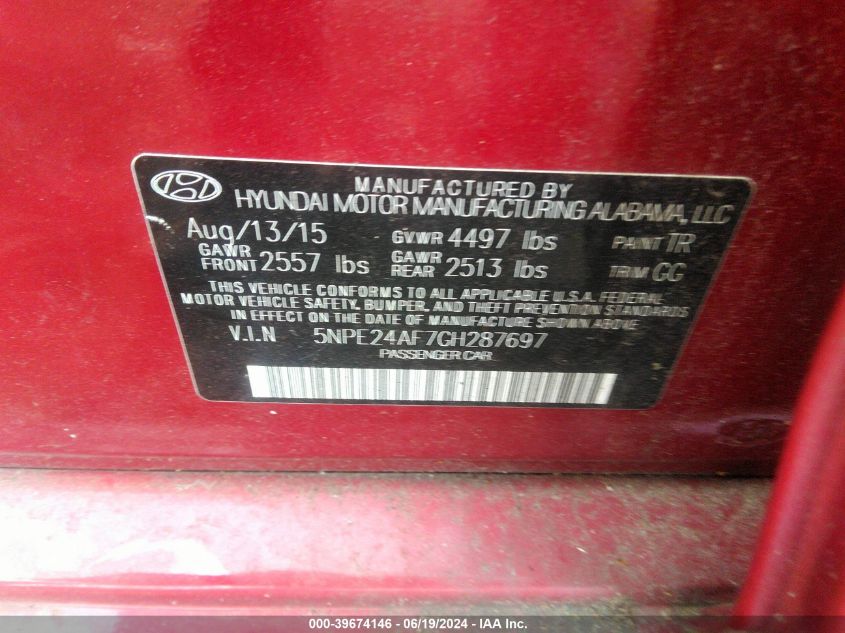 MANUFACTURED BY
HYUNDAI MOTOR MANUFACTURING ALABAMA, LLC
Aug/13/15 GVWR 4497 lbs PAINT TR
GAWR FRONT 2557 lbs GAWR REAR 2513 lbs TRIM GG
THIS VEHICLE CONFORMS TO ALL APPLICABLE U.S.A. FEDERAL
MOTOR VEHICLE SAFETY, BUMPER, AND THEFT PREVENTION STANDARDS
IN EFFECT ON THE DATE OF MANUFACTURE SHOWN ABOVE.
V.I.N 5NPE24AF7GH287697
PASSENGER CAR
000-39674146 - 06/19/2024 - IAA Inc.